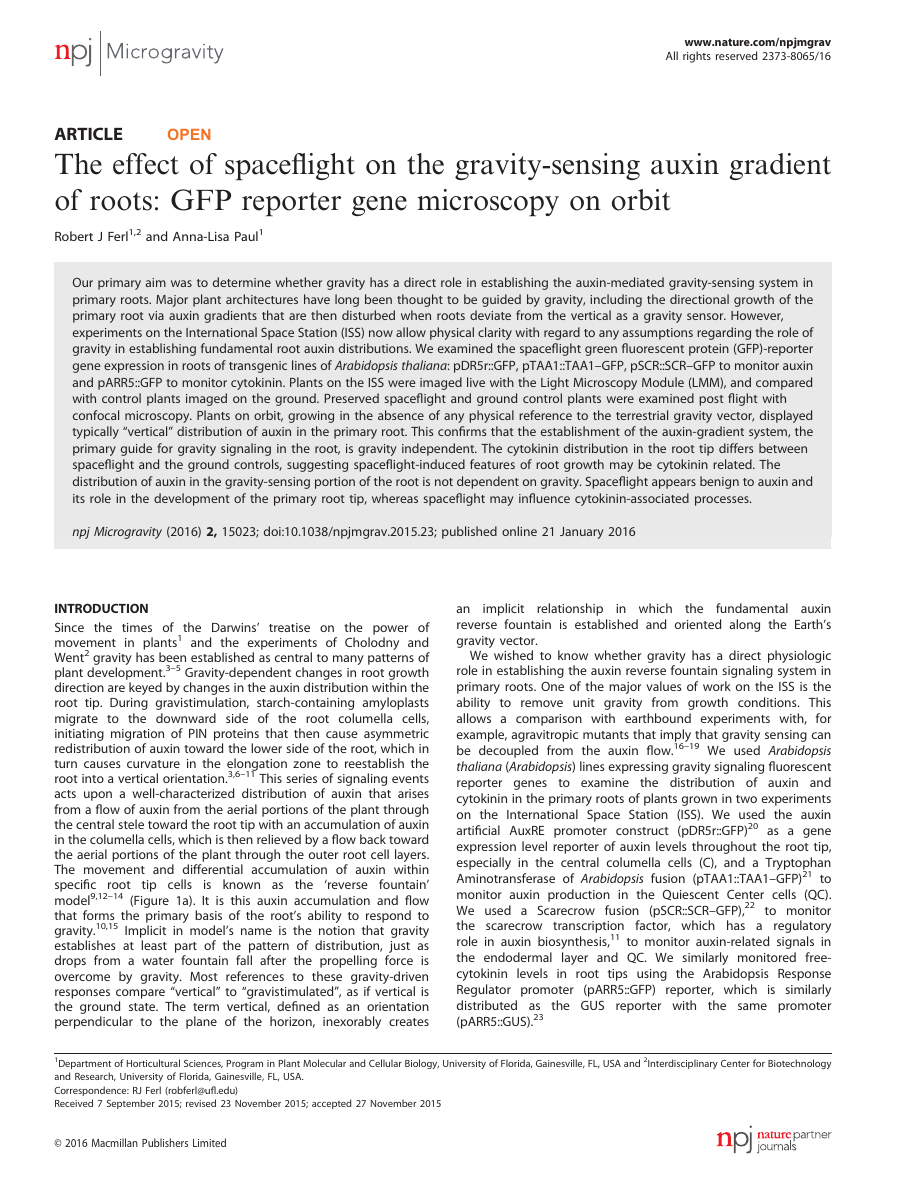 npj Microgravity
www.nature.com/npjmgrav
All rights reserved 2373-8065/16
ARTICLE OPEN
The effect of spaceflight on the gravity-sensing auxin gradient
of roots: GFP reporter gene microscopy on orbit
Robert J Ferl1,2 and Anna-Lisa Paul1
Our primary aim was to determine whether gravity has a direct role in establishing the auxin-mediated gravity-sensing system in
primary roots. Major plant architectures have long been thought to be guided by gravity, including the directional growth of the
primary root via auxin gradients that are then disturbed when roots deviate from the vertical as a gravity sensor. However,
experiments on the International Space Station (ISS) now allow physical clarity with regard to any assumptions regarding the role of
gravity in establishing fundamental root auxin distributions. We examined the spaceflight green fluorescent protein (GFP)-reporter
gene expression in roots of transgenic lines of Arabidopsis thaliana: pDR5r::GFP, pTAA1::TAA1–GFP, pSCR::SCR–GFP to monitor auxin
and pARR5::GFP to monitor cytokinin. Plants on the ISS were imaged live with the Light Microscopy Module (LMM), and compared
with control plants imaged on the ground. Preserved spaceflight and ground control plants were examined post flight with
confocal microscopy. Plants on orbit, growing in the absence of any physical reference to the terrestrial gravity vector, displayed
typically “vertical” distribution of auxin in the primary root. This confirms that the establishment of the auxin-gradient system, the
primary guide for gravity signaling in the root, is gravity independent. The cytokinin distribution in the root tip differs between
spaceflight and the ground controls, suggesting spaceflight-induced features of root growth may be cytokinin related. The
distribution of auxin in the gravity-sensing portion of the root is not dependent on gravity. Spaceflight appears benign to auxin and
its role in the development of the primary root tip, whereas spaceflight may influence cytokinin-associated processes.
npj Microgravity (2016) 2, 15023; doi:10.1038/npjmgrav.2015.23; published online 21 January 2016
INTRODUCTION
Since the times of the Darwins’ treatise on the power of
movement in plants1 and the experiments of Cholodny and
Went2 gravity has been established as central to many patterns of
plant development.3–5 Gravity-dependent changes in root growth
direction are keyed by changes in the auxin distribution within the
root tip. During gravistimulation, starch-containing amyloplasts
migrate to the downward side of the root columella cells,
initiating migration of PIN proteins that then cause asymmetric
redistribution of auxin toward the lower side of the root, which in
turn causes curvature in the elongation zone to reestablish the
root into a vertical orientation.3,6–11 This series of signaling events
acts upon a well-characterized distribution of auxin that arises
from a flow of auxin from the aerial portions of the plant through
the central stele toward the root tip with an accumulation of auxin
in the columella cells, which is then relieved by a flow back toward
the aerial portions of the plant through the outer root cell layers.
The movement and differential accumulation of auxin within
specific root tip cells is known as the ‘reverse fountain’
model9,12–14 (Figure 1a). It is this auxin accumulation and flow
that forms the primary basis of the root’s ability to respond to
gravity.10,15 Implicit in model’s name is the notion that gravity
establishes at least part of the pattern of distribution, just as
drops from a water fountain fall after the propelling force is
overcome by gravity. Most references to these gravity-driven
responses compare “vertical” to “gravistimulated”, as if vertical is
the ground state. The term vertical, defined as an orientation
perpendicular to the plane of the horizon, inexorably creates
an implicit relationship in which the fundamental auxin
reverse fountain is established and oriented along the Earth’s
gravity vector.
We wished to know whether gravity has a direct physiologic
role in establishing the auxin reverse fountain signaling system in
primary roots. One of the major values of work on the ISS is the
ability to remove unit gravity from growth conditions. This
allows a comparison with earthbound experiments with, for
example, agravitropic mutants that imply that gravity sensing can
be decoupled from the auxin flow.16–19 We used Arabidopsis
thaliana (Arabidopsis) lines expressing gravity signaling fluorescent
reporter genes to examine the distribution of auxin and
cytokinin in the primary roots of plants grown in two experiments
on the International Space Station (ISS). We used the auxin
artificial AuxRE promoter construct (pDR5r::GFP)20 as a gene
expression level reporter of auxin levels throughout the root tip,
especially in the central columella cells (C), and a Tryptophan
Aminotransferase of Arabidopsis fusion (pTAA1::TAA1–GFP)21 to
monitor auxin production in the Quiescent Center cells (QC).
We used a Scarecrow fusion (pSCR::SCR–GFP),22 to monitor
the scarecrow transcription factor, which has a regulatory
role in auxin biosynthesis,11 to monitor auxin-related signals in
the endodermal layer and QC. We similarly monitored free-
cytokinin levels in root tips using the Arabidopsis Response
Regulator promoter (pARR5::GFP) reporter, which is similarly
distributed as the GUS reporter with the same promoter
(pARR5::GUS).23
1Department of Horticultural Sciences, Program in Plant Molecular and Cellular Biology, University of Florida, Gainesville, FL, USA and 2Interdisciplinary Center for Biotechnology
and Research, University of Florida, Gainesville, FL, USA.
Correspondence: RJ Ferl (robferl@ufl.edu)
Received 7 September 2015; revised 23 November 2015; accepted 27 November 2015
© 2016 Macmillan Publishers Limited
npj nature partner
journals